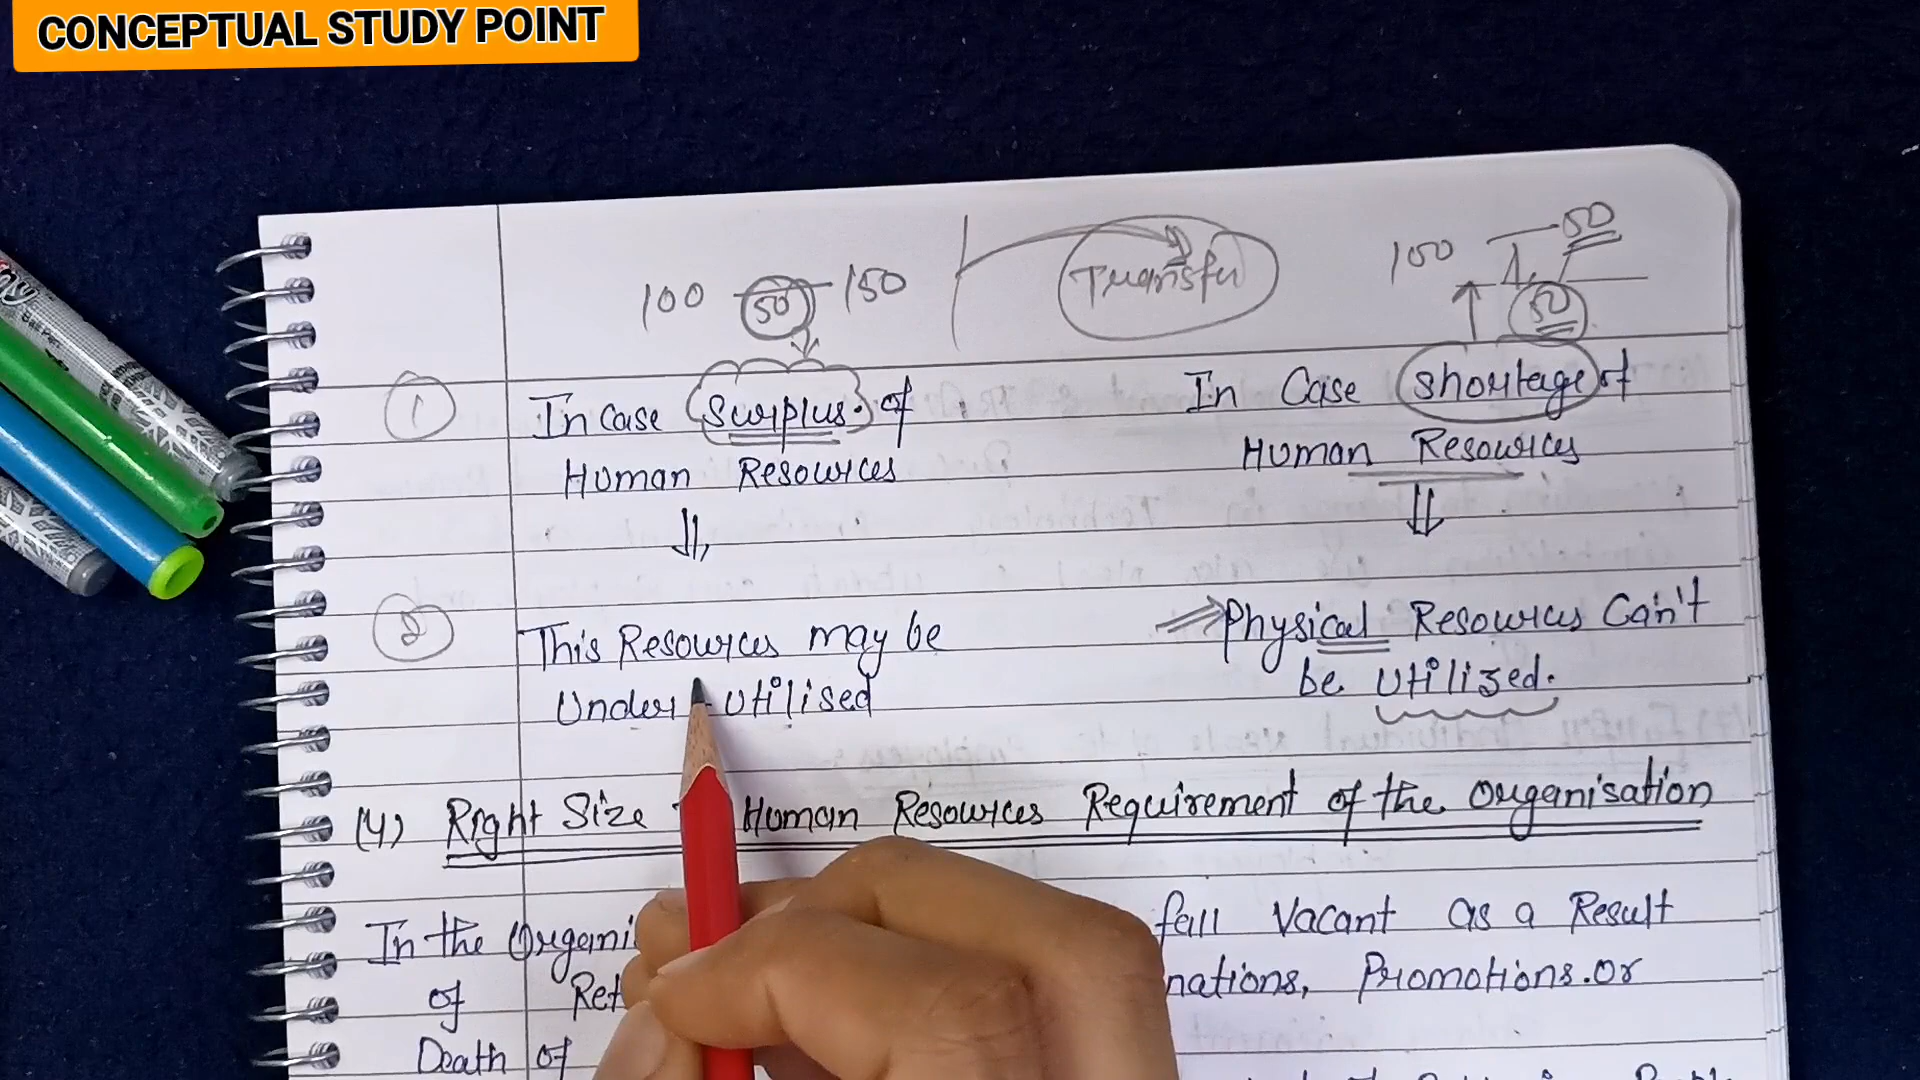 CONCEPTUAL STUDY POINT
100 50 150
Transfer
100 50
50
1
In case Surplus of
Human Resources
In Case shortage of
Human Resources
2
This Resources may be
Under-utilised
Physical Resources Can't
be Utilized.
(4) Right Size Human Resources Requirement of the Organisation
In the Organi fall Vacant as a Result
of Ret nations, Promotions. or
Death of